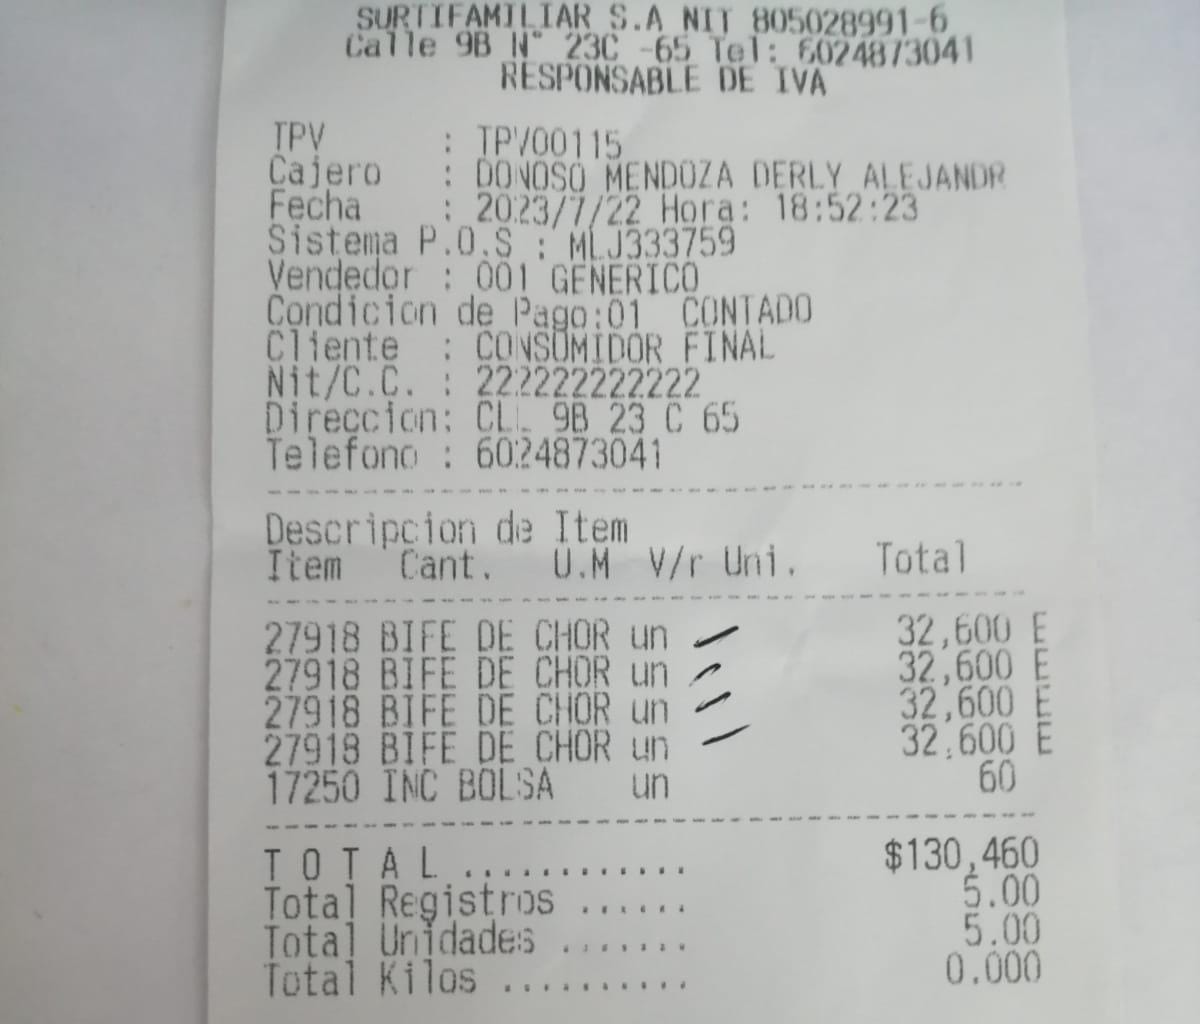 SURTIFAMILIAR S.A NIT 805028991-6
Calle 9B N° 23C -65 Tel: 6024873041
RESPONSABLE DE IVA
TPV : TPV00115
Cajero : DONOSO MENDOZA DERLY ALEJANDR
Fecha : 2023/7/22 Hora: 18:52:23
Sistema P.O.S : MLJ333759
Vendedor : 001 GENERICO
Condicion de Pago:01 CONTADO
Cliente : CONSUMIDOR FINAL
Nit/C.C. : 222222222222
Direccion: CLL 9B 23 C 65
Telefono : 6024873041
Descripcion de Item
Item Cant. U.M V/r Uni. Total
27918 BIFE DE CHOR un 32,600 E
27918 BIFE DE CHOR un 32,600 E
27918 BIFE DE CHOR un 32,600 E
27918 BIFE DE CHOR un 32,600 E
17250 INC BOLSA un 60
T O T A L ............ $130,460
Total Registros ...... 5.00
Total Unidades ....... 5.00
Total Kilos .......... 0.000